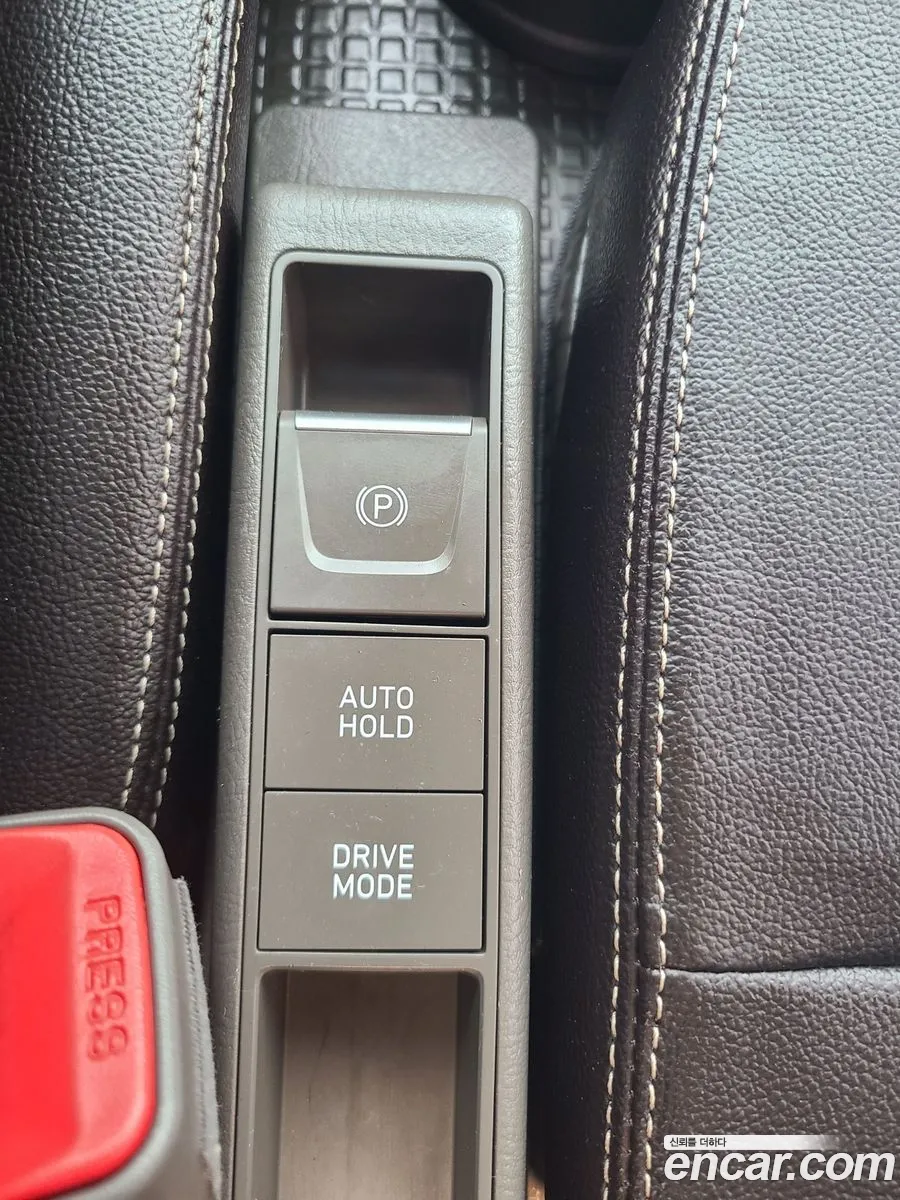 P
AUTO
HOLD
DRIVE
MODE
PRESS
신뢰를 더하다
encar.com